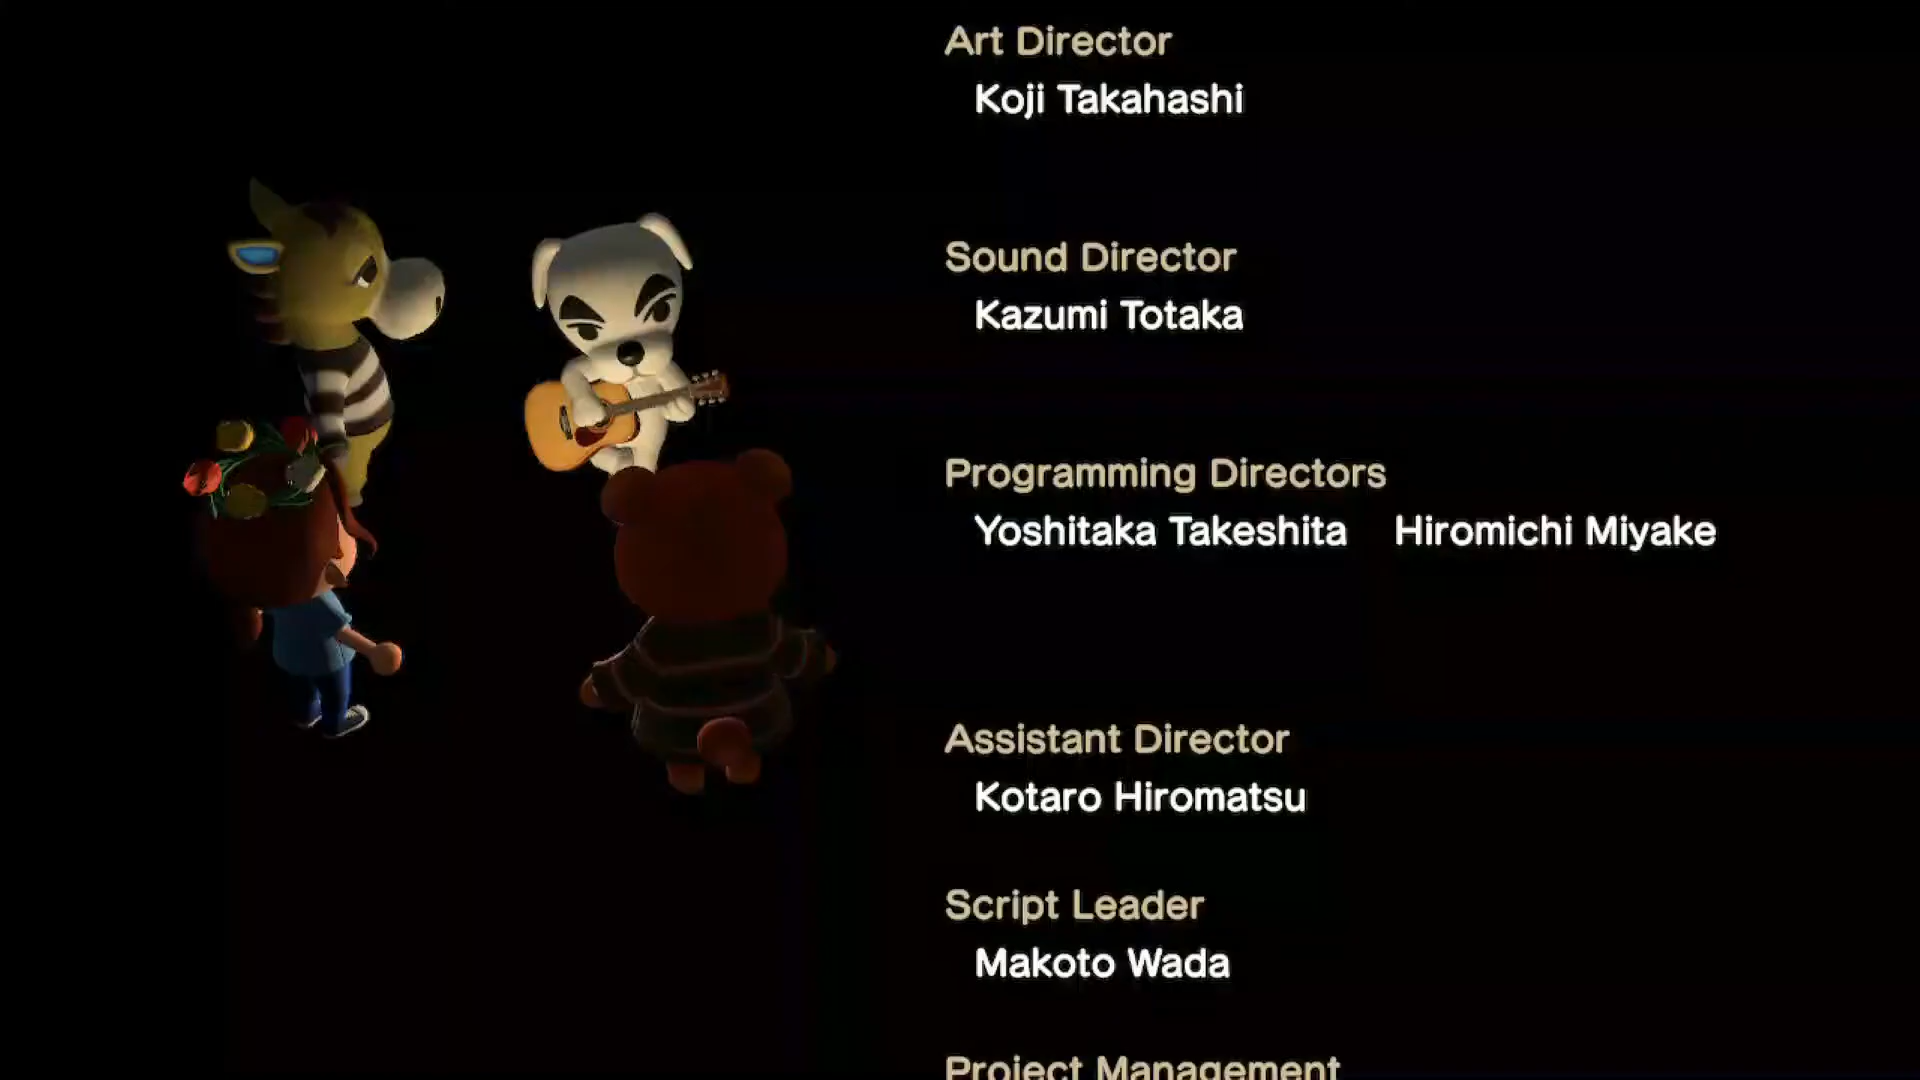 Art Director
Koji Takahashi
Sound Director
Kazumi Totaka
Programming Directors
Yoshitaka Takeshita Hiromichi Miyake
Assistant Director
Kotaro Hiromatsu
Script Leader
Makoto Wada
Project Management